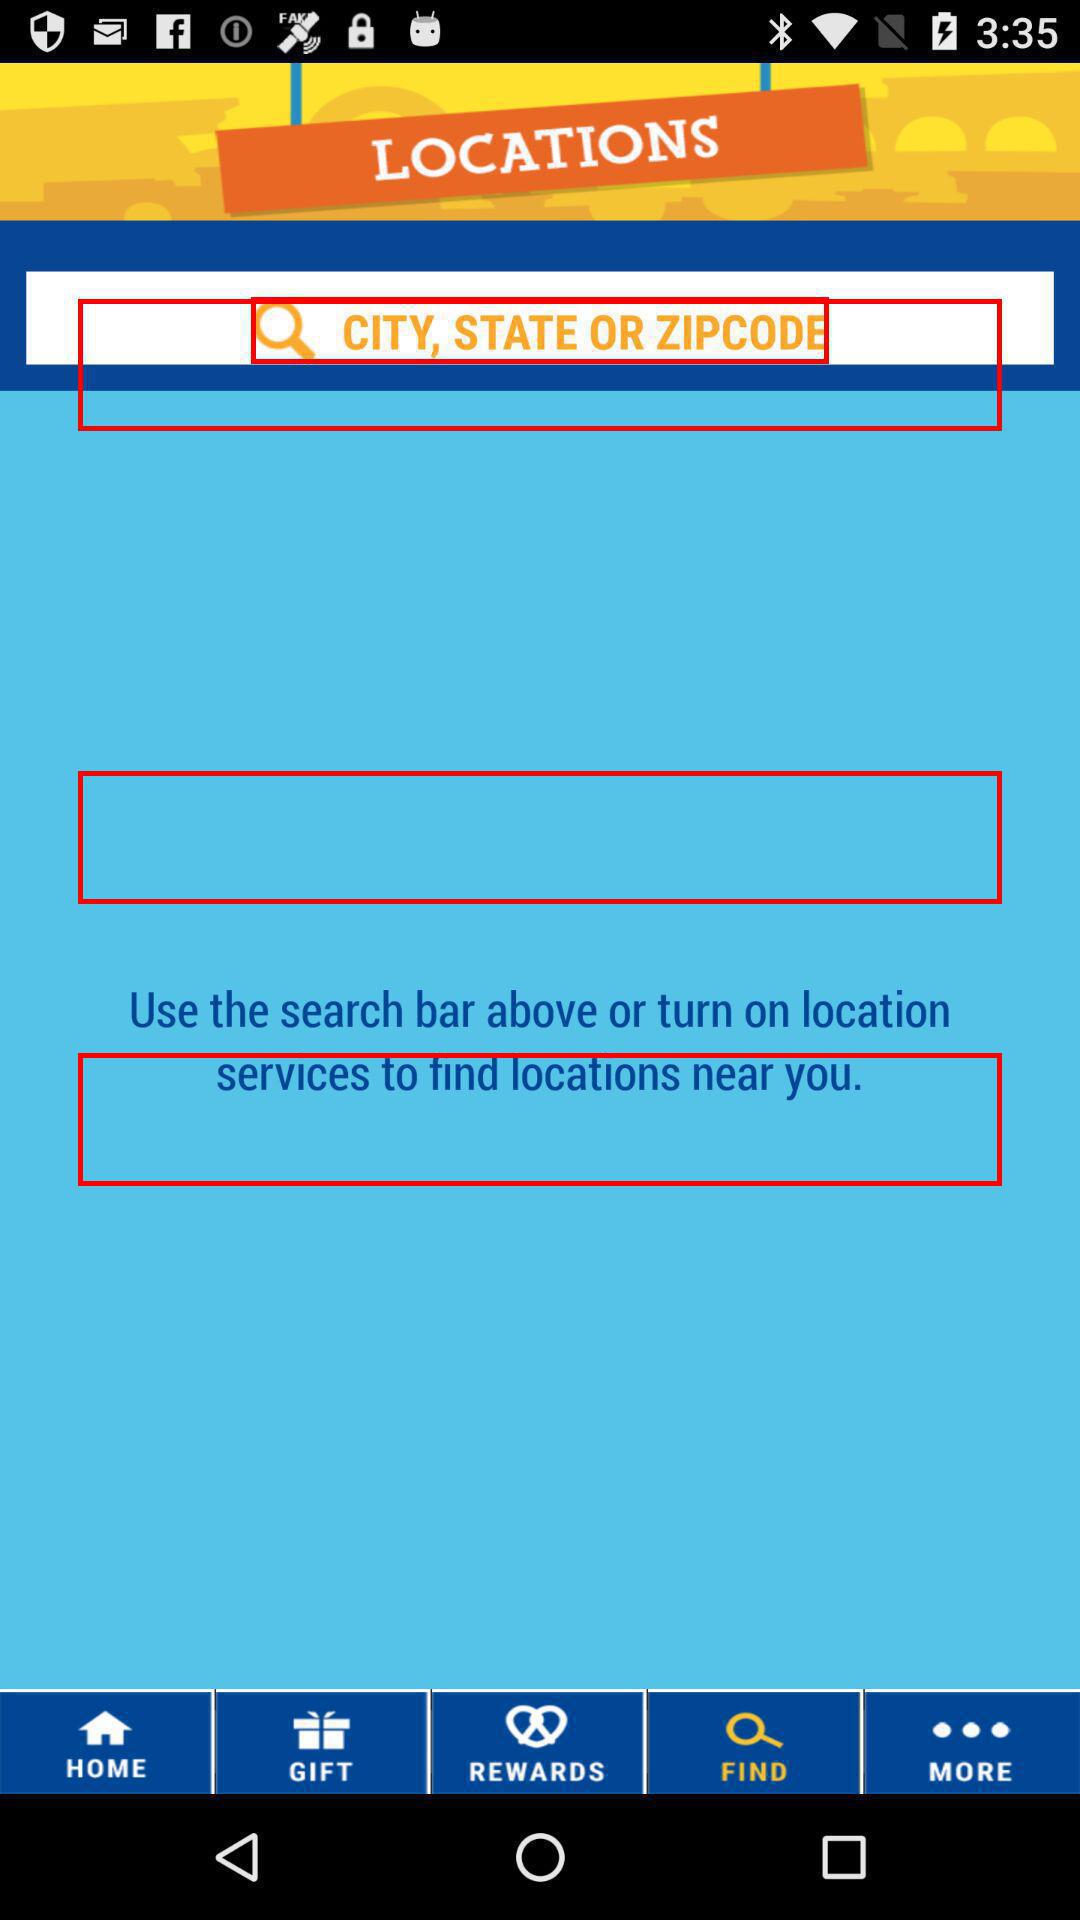 FAKE
3:35
LOCATIONS
CITY, STATE OR ZIPCODE
Use the search bar above or turn on location
services to find locations near you.
HOME
GIFT
REWARDS
FIND
MORE